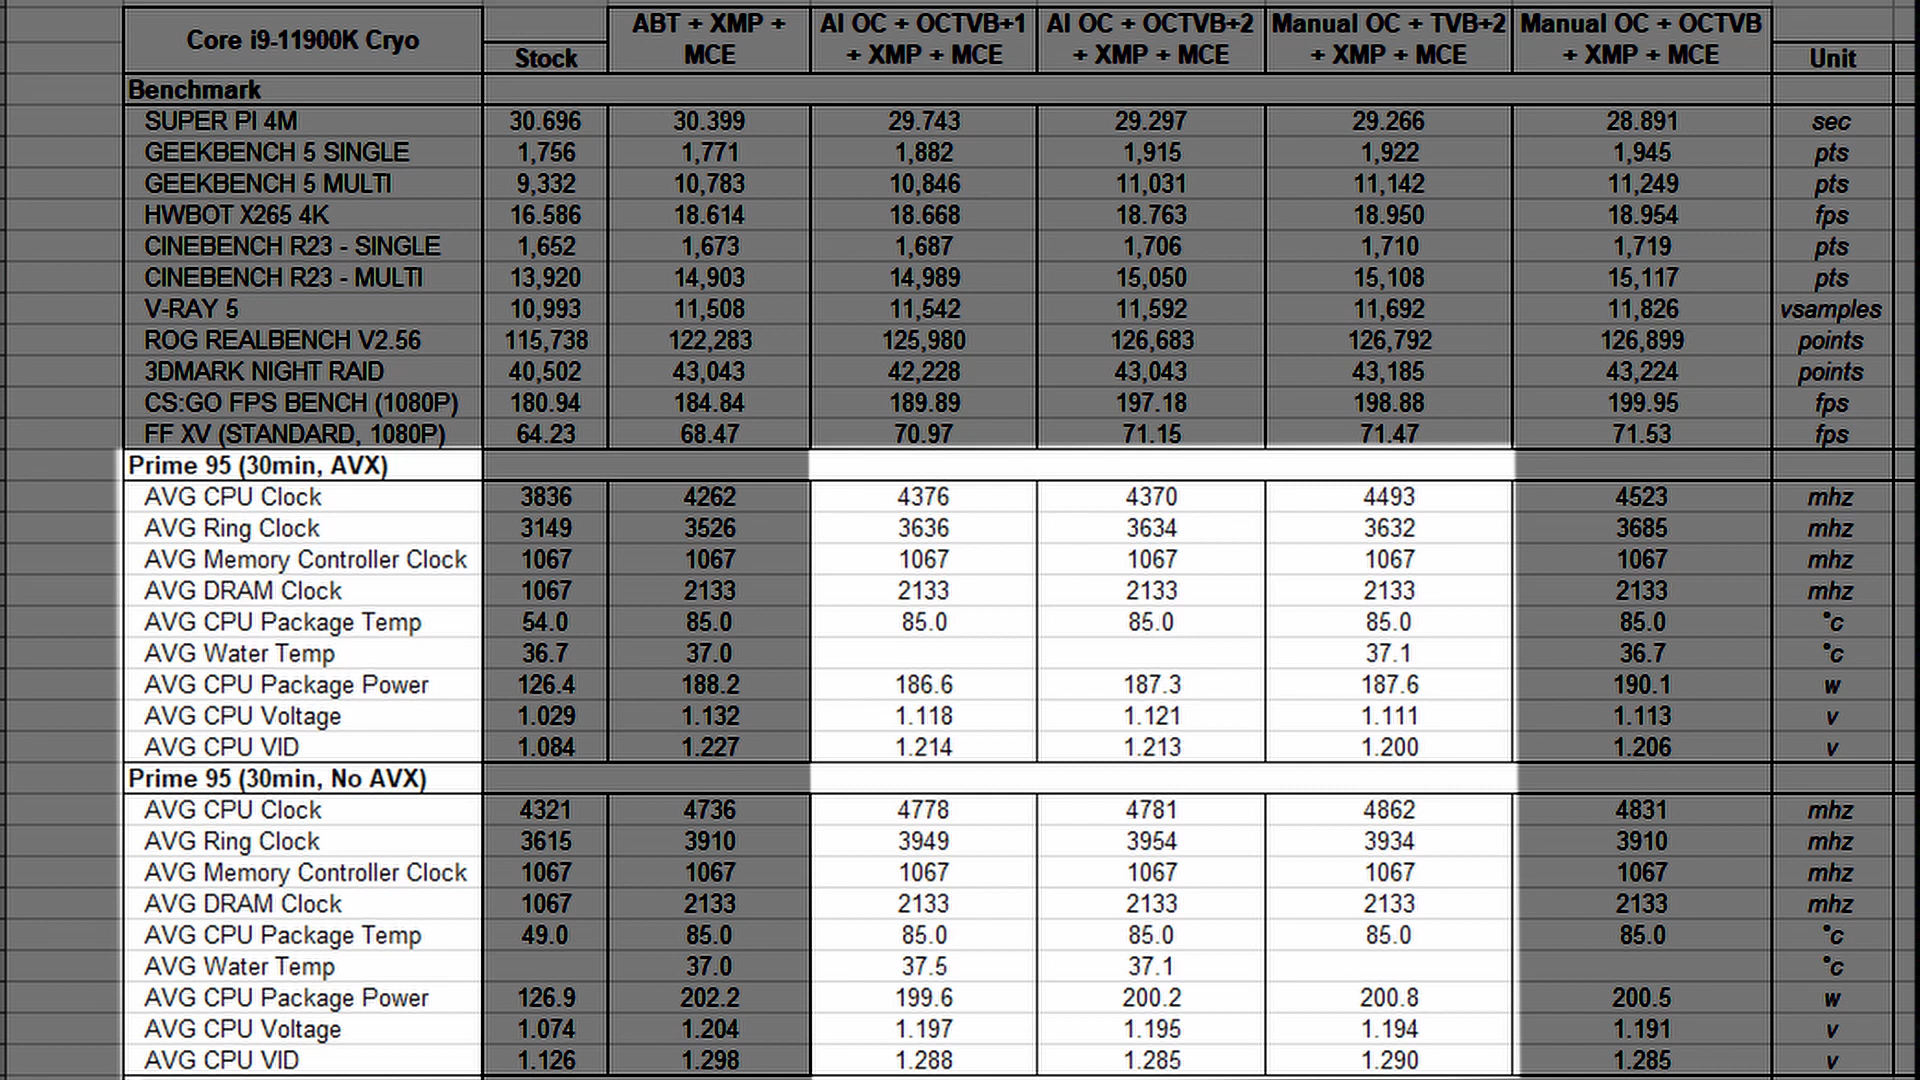 Core i9-11900K Cryo Stock ABT + XMP + MCE AI OC + OCTVB+1 + XMP + MCE AI OC + OCTVB+2 + XMP + MCE Manual OC + TVB+2 + XMP + MCE Manual OC + OCTVB + XMP + MCE Unit
Benchmark
SUPER PI 4M 30.696 30.399 29.743 29.297 29.266 28.891 sec
GEEKBENCH 5 SINGLE 1,756 1,771 1,882 1,915 1,922 1,945 pts
GEEKBENCH 5 MULTI 9,332 10,783 10,846 11,031 11,142 11,249 pts
HWBOT X265 4K 16.586 18.614 18.668 18.763 18.950 18.954 fps
CINEBENCH R23 - SINGLE 1,652 1,673 1,687 1,706 1,710 1,719 pts
CINEBENCH R23 - MULTI 13,920 14,903 14,989 15,050 15,108 15,117 pts
V-RAY 5 10,993 11,508 11,542 11,592 11,692 11,826 vsamples
ROG REALBENCH V2.56 115,738 122,283 125,980 126,683 126,792 126,899 points
3DMARK NIGHT RAID 40,502 43,043 42,228 43,043 43,185 43,224 points
CS:GO FPS BENCH (1080P) 180.94 184.84 189.89 197.18 198.88 199.95 fps
FF XV (STANDARD, 1080P) 64.23 68.47 70.97 71.15 71.47 71.53 fps
Prime 95 (30min, AVX)
AVG CPU Clock 3836 4262 4376 4370 4493 4523 mhz
AVG Ring Clock 3149 3526 3636 3634 3632 3685 mhz
AVG Memory Controller Clock 1067 1067 1067 1067 1067 1067 mhz
AVG DRAM Clock 1067 2133 2133 2133 2133 2133 mhz
AVG CPU Package Temp 54.0 85.0 85.0 85.0 85.0 85.0 °c
AVG Water Temp 36.7 37.0 37.1 36.7 °c
AVG CPU Package Power 126.4 188.2 186.6 187.3 187.6 190.1 w
AVG CPU Voltage 1.029 1.132 1.118 1.121 1.111 1.113 v
AVG CPU VID 1.084 1.227 1.214 1.213 1.200 1.206 v
Prime 95 (30min, No AVX)
AVG CPU Clock 4321 4736 4778 4781 4862 4831 mhz
AVG Ring Clock 3615 3910 3949 3954 3934 3910 mhz
AVG Memory Controller Clock 1067 1067 1067 1067 1067 1067 mhz
AVG DRAM Clock 1067 2133 2133 2133 2133 2133 mhz
AVG CPU Package Temp 49.0 85.0 85.0 85.0 85.0 85.0 °c
AVG Water Temp 37.0 37.5 37.1 °c
AVG CPU Package Power 126.9 202.2 199.6 200.2 200.8 200.5 w
AVG CPU Voltage 1.074 1.204 1.197 1.195 1.194 1.191 v
AVG CPU VID 1.126 1.298 1.288 1.285 1.290 1.285 v